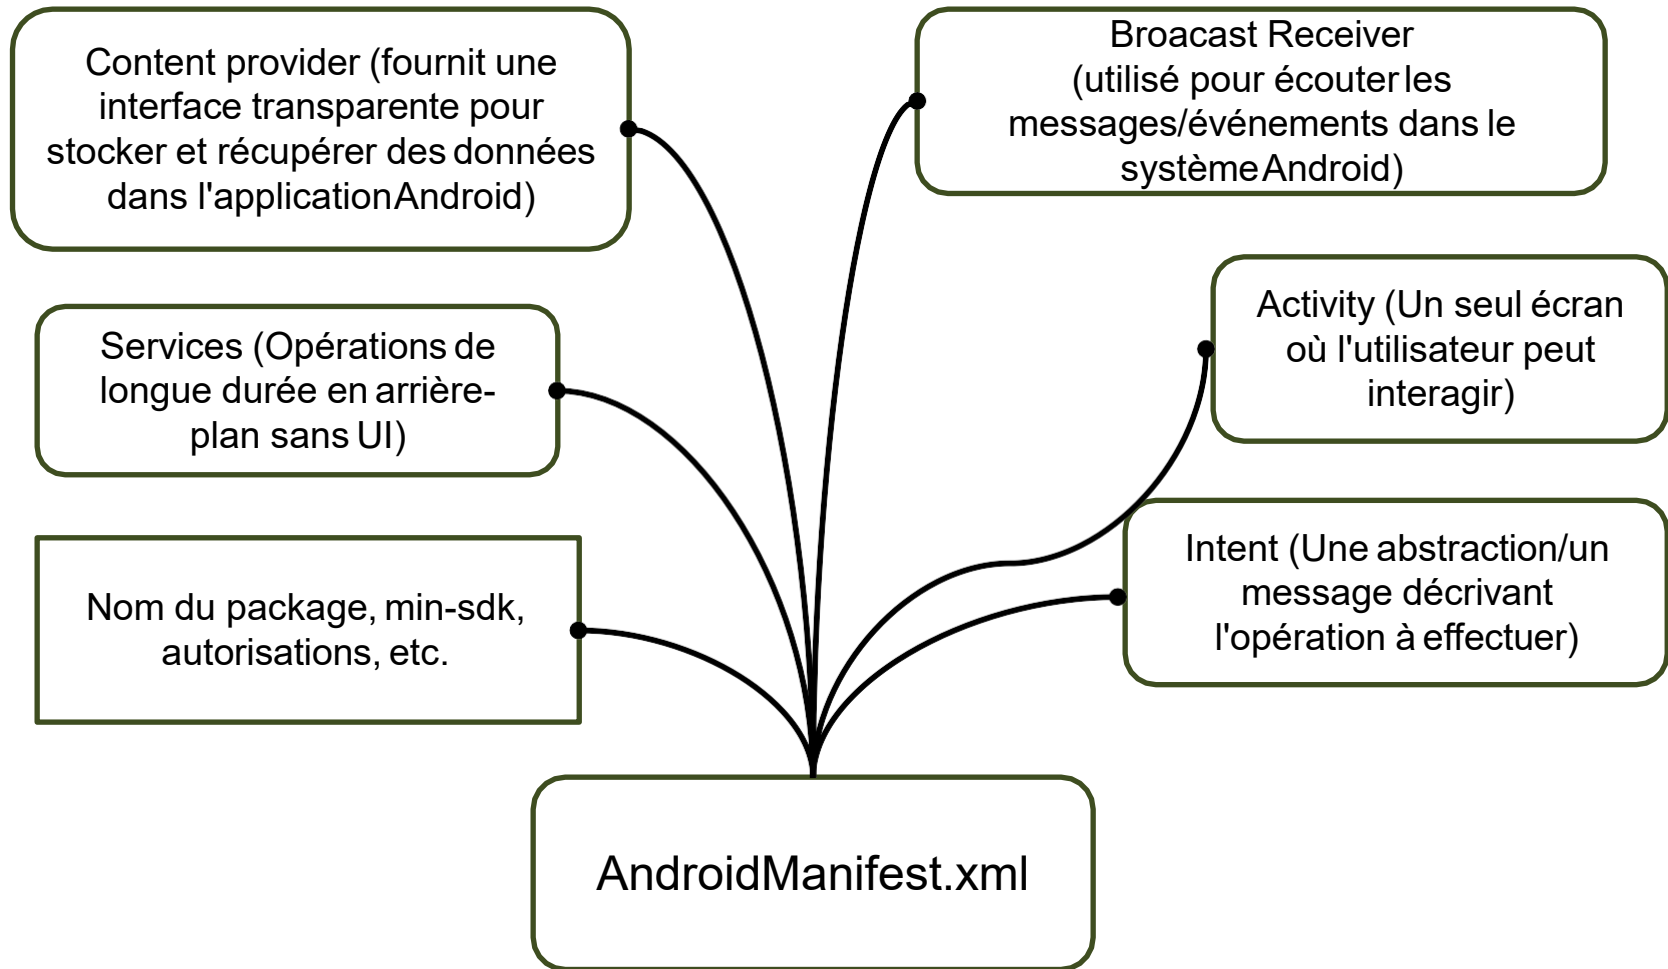 Content provider (fournit une
interface transparente pour
stocker et récupérer des données
dans l'application Android)
Broacast Receiver
(utilisé pour écouter les
messages/événements dans le
système Android)
Services (Opérations de
longue durée en arrière-
plan sans UI)
Activity (Un seul écran
où l'utilisateur peut
interagir)
Nom du package, min-sdk,
autorisations, etc.
Intent (Une abstraction/un
message décrivant
l'opération à effectuer)
AndroidManifest.xml